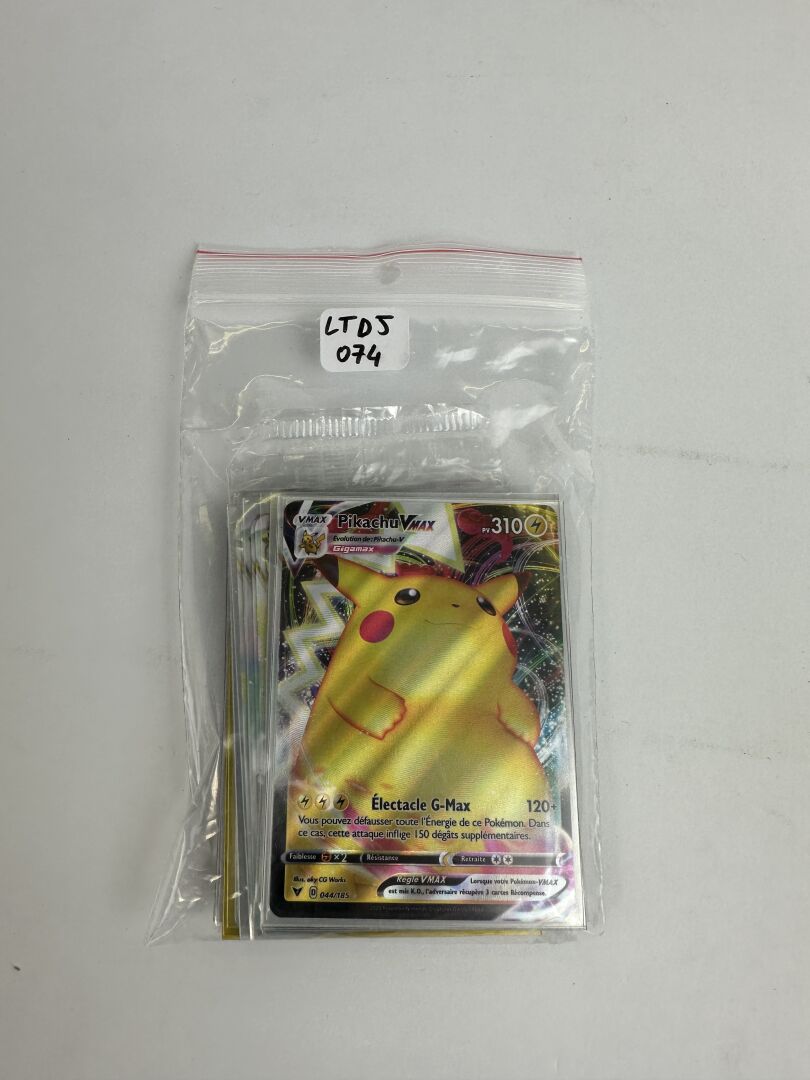 LTDJ
074
VMAX Pikachu VMAX PV 310
Évolution de : Pikachu-V
Gigamax
Électacle G-Max 120+
Vous pouvez défausser toute l'Énergie de ce Pokémon. Dans
ce cas, cette attaque inflige 150 dégâts supplémentaires.
Faiblesse ×2 Résistance Retraite
Illus. aky CG Works
Règle VMAX Lorsque votre Pokémon-VMAX
est mis K.O., l'adversaire récupère 3 cartes Récompense.
D 044/185